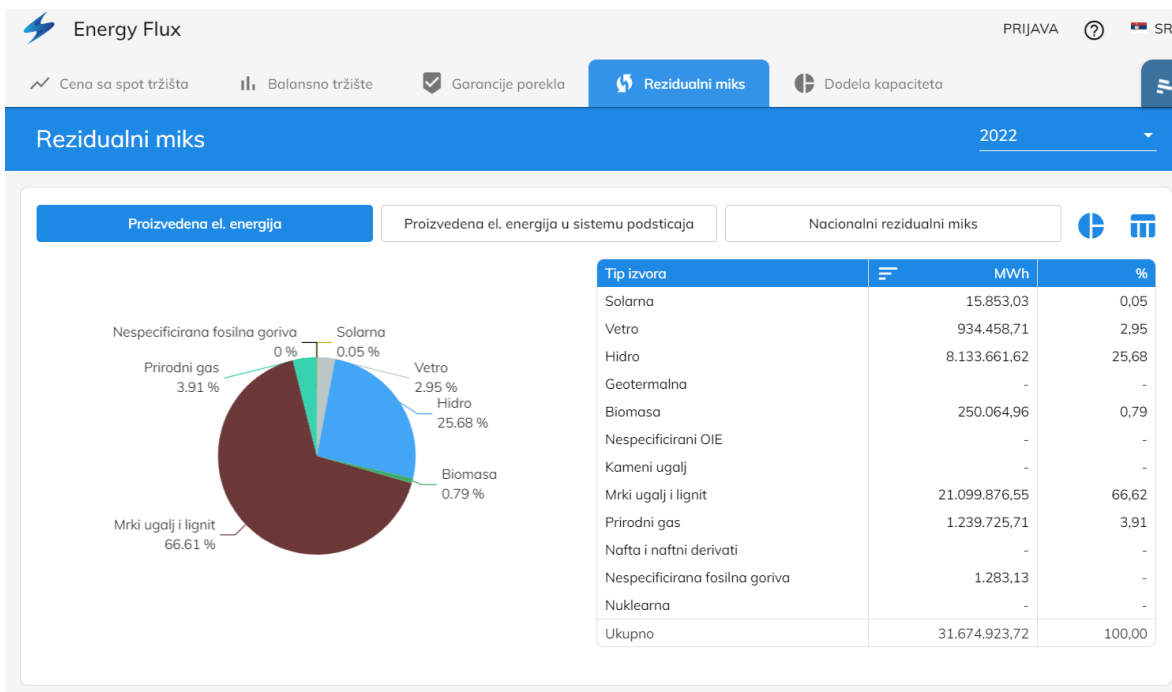 Energy Flux
PRIJAVA
SR
Cena sa spot tržišta
Balansno tržište
Garancije porekla
Rezidualni miks
Dodela kapaciteta
Rezidualni miks
2022
Proizvedena el. energija
Proizvedena el. energija u sistemu podsticaja
Nacionalni rezidualni miks
Nespecificirana fosilna goriva
0 %
Solarna
0.05 %
Prirodni gas
3.91 %
Vetro
2.95 %
Hidro
25.68 %
Biomasa
0.79 %
Mrki ugalj i lignit
66.61 %
Tip izvora MWh %
Solarna 15.853,03 0,05
Vetro 934.458,71 2,95
Hidro 8.133.661,62 25,68
Geotermalna - -
Biomasa 250.064,96 0,79
Nespecificirani OIE - -
Kameni ugalj - -
Mrki ugalj i lignit 21.099.876,55 66,62
Prirodni gas 1.239.725,71 3,91
Nafta i naftni derivati - -
Nespecificirana fosilna goriva 1.283,13 -
Nuklearna - -
Ukupno 31.674.923,72 100,00